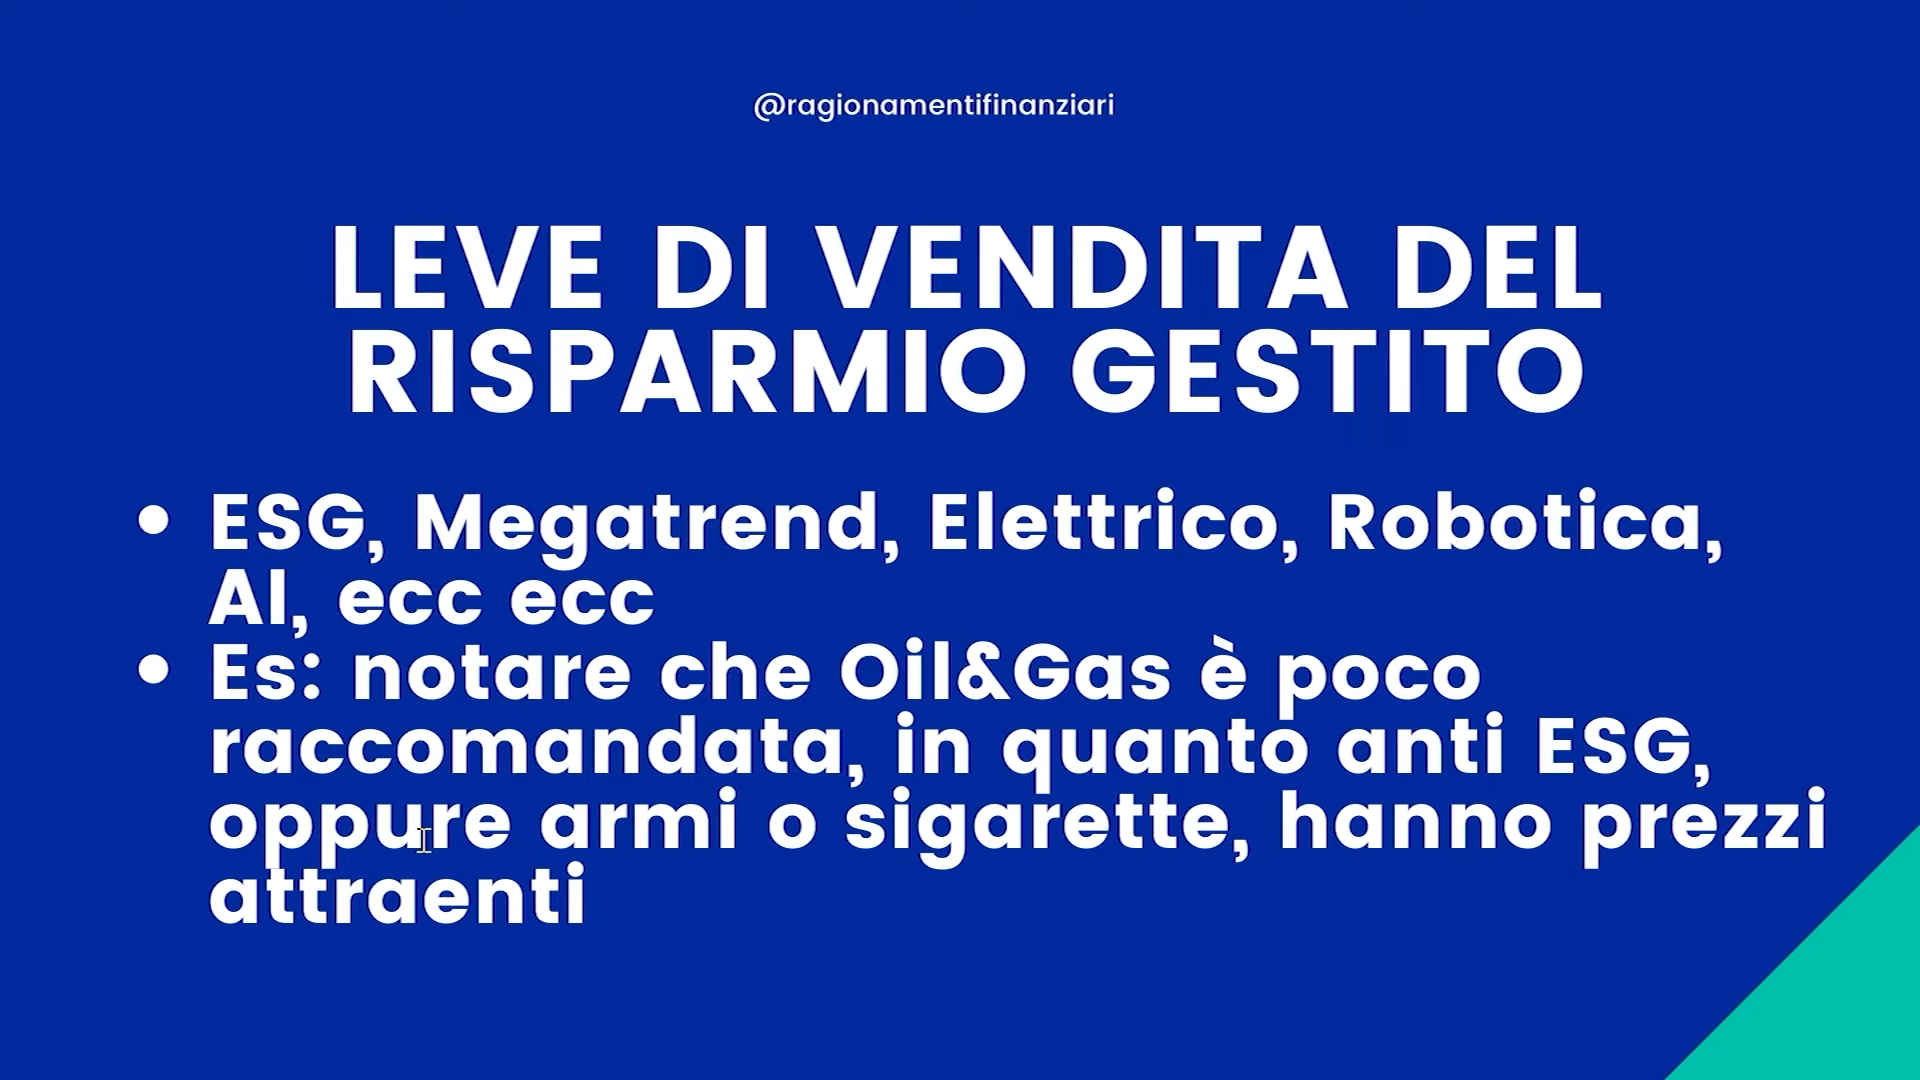 @ragionamentifinanziari
LEVE DI VENDITA DEL
RISPARMIO GESTITO
• ESG, Megatrend, Elettrico, Robotica,
AI, ecc ecc
• Es: notare che Oil&Gas è poco
raccomandata, in quanto anti ESG,
oppure armi o sigarette, hanno prezzi
attraenti